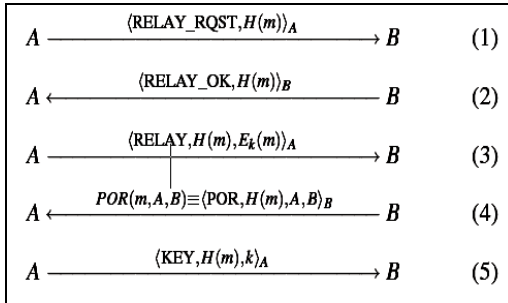 A ⟨RELAY_RQST, H(m)⟩_A B (1)
A ⟨RELAY_OK, H(m)⟩_B B (2)
A ⟨RELAY, H(m), E_k(m)⟩_A B (3)
A POR(m,A,B)≡⟨POR, H(m), A, B⟩_B B (4)
A ⟨KEY, H(m), k⟩_A B (5)